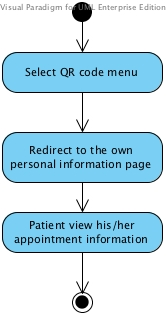 Visual Paradigm for UML Enterprise Edition
Select QR code menu
Redirect to the own
personal information page
Patient view his/her
appointment information